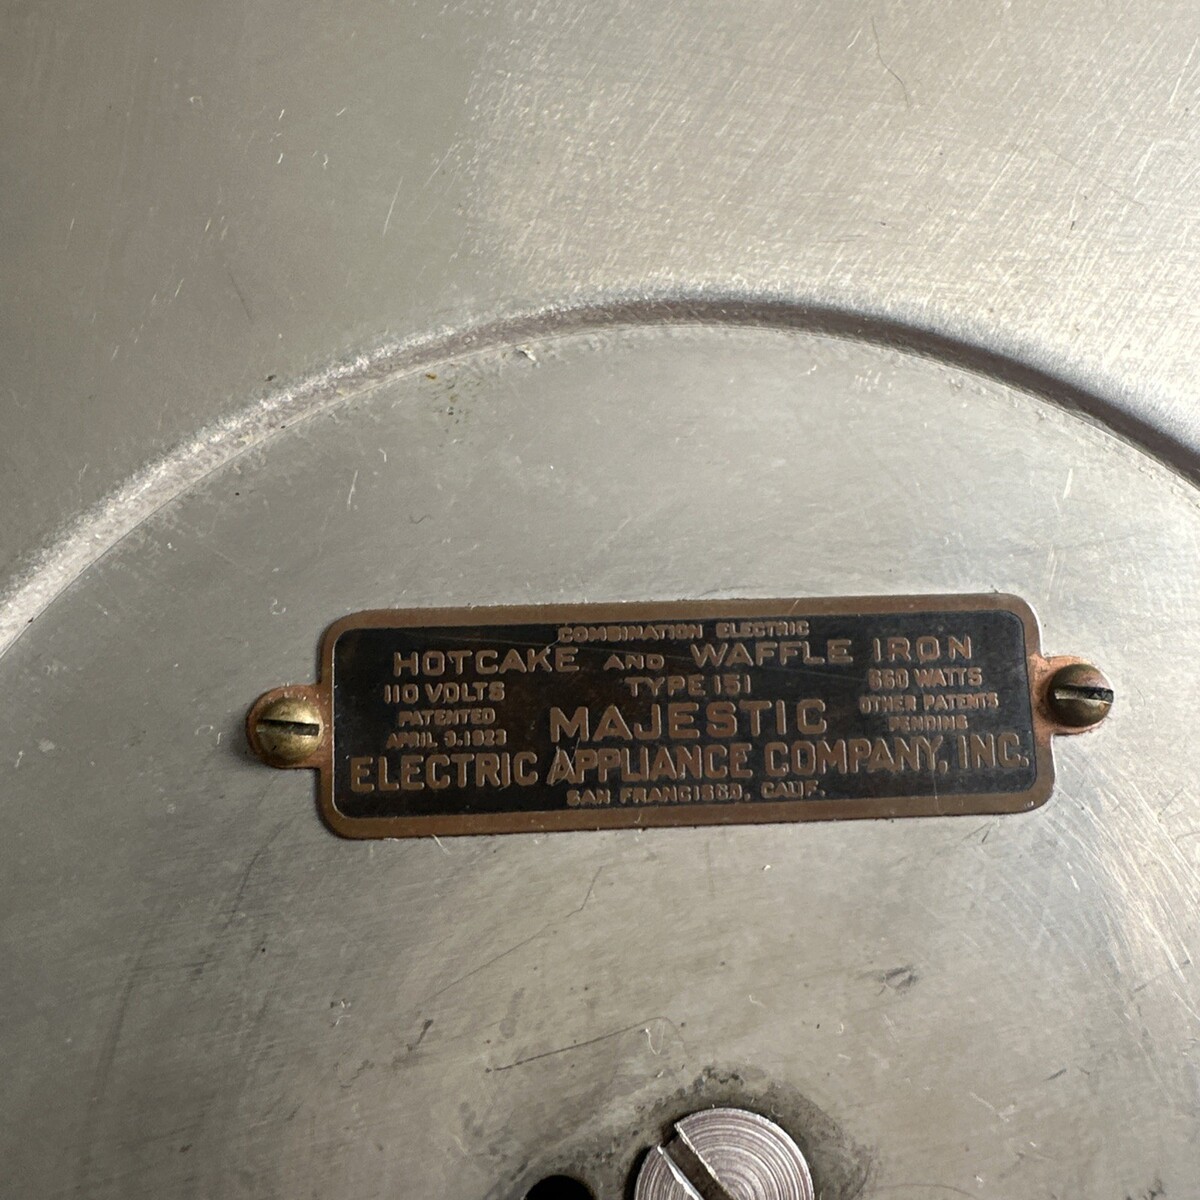 COMBINATION ELECTRIC
HOTCAKE AND WAFFLE IRON
110 VOLTS TYPE 151 660 WATTS
PATENTED APRIL 3.1923
MAJESTIC
OTHER PATENTS PENDING
ELECTRIC APPLIANCE COMPANY, INC.
SAN FRANCISCO, CALIF.